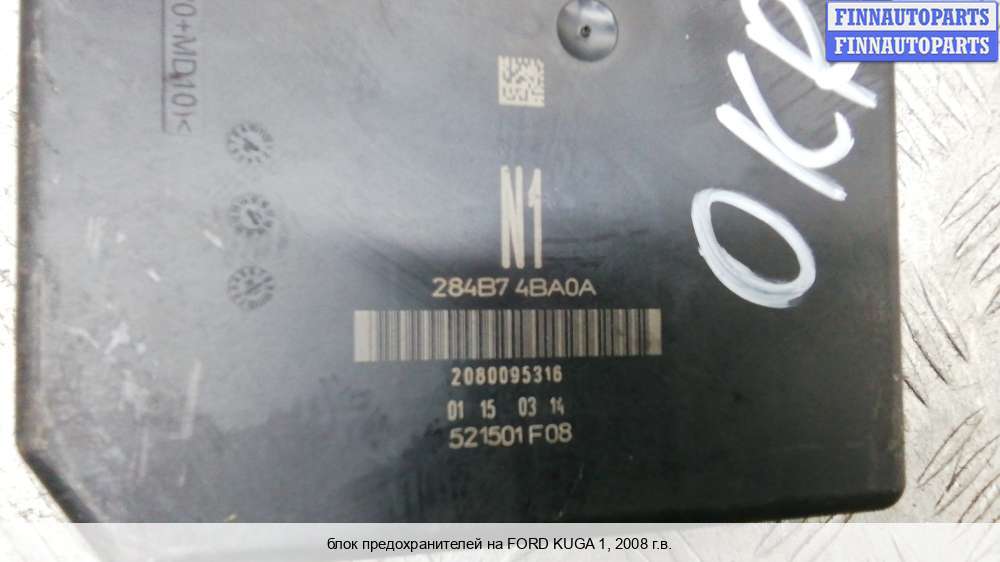 FINNAUTOPARTS
FINNAUTOPARTS
0+MD10)<
OKR
N1
284B7 4BA0A
2080095316
01 15 03 14
521501F08
блок предохранителей на FORD KUGA 1, 2008 г.в.